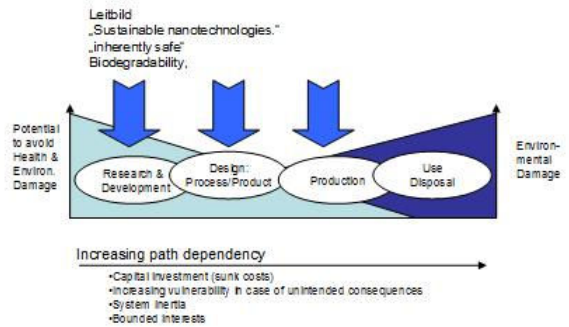 Leitbild
„Sustainable nanotechnologies.“
„inherently safe“
Biodegradability,
Potential
to avoid
Health &
Environ.
Damage
Research &
Development
Design:
Process/Product
Production
Use
Disposal
Environ-
mental
Damage
Increasing path dependency
•Capital Investment (sunk costs)
•Increasing vulnerability in case of unintended consequences
•System Inertia
•Bounded Interests